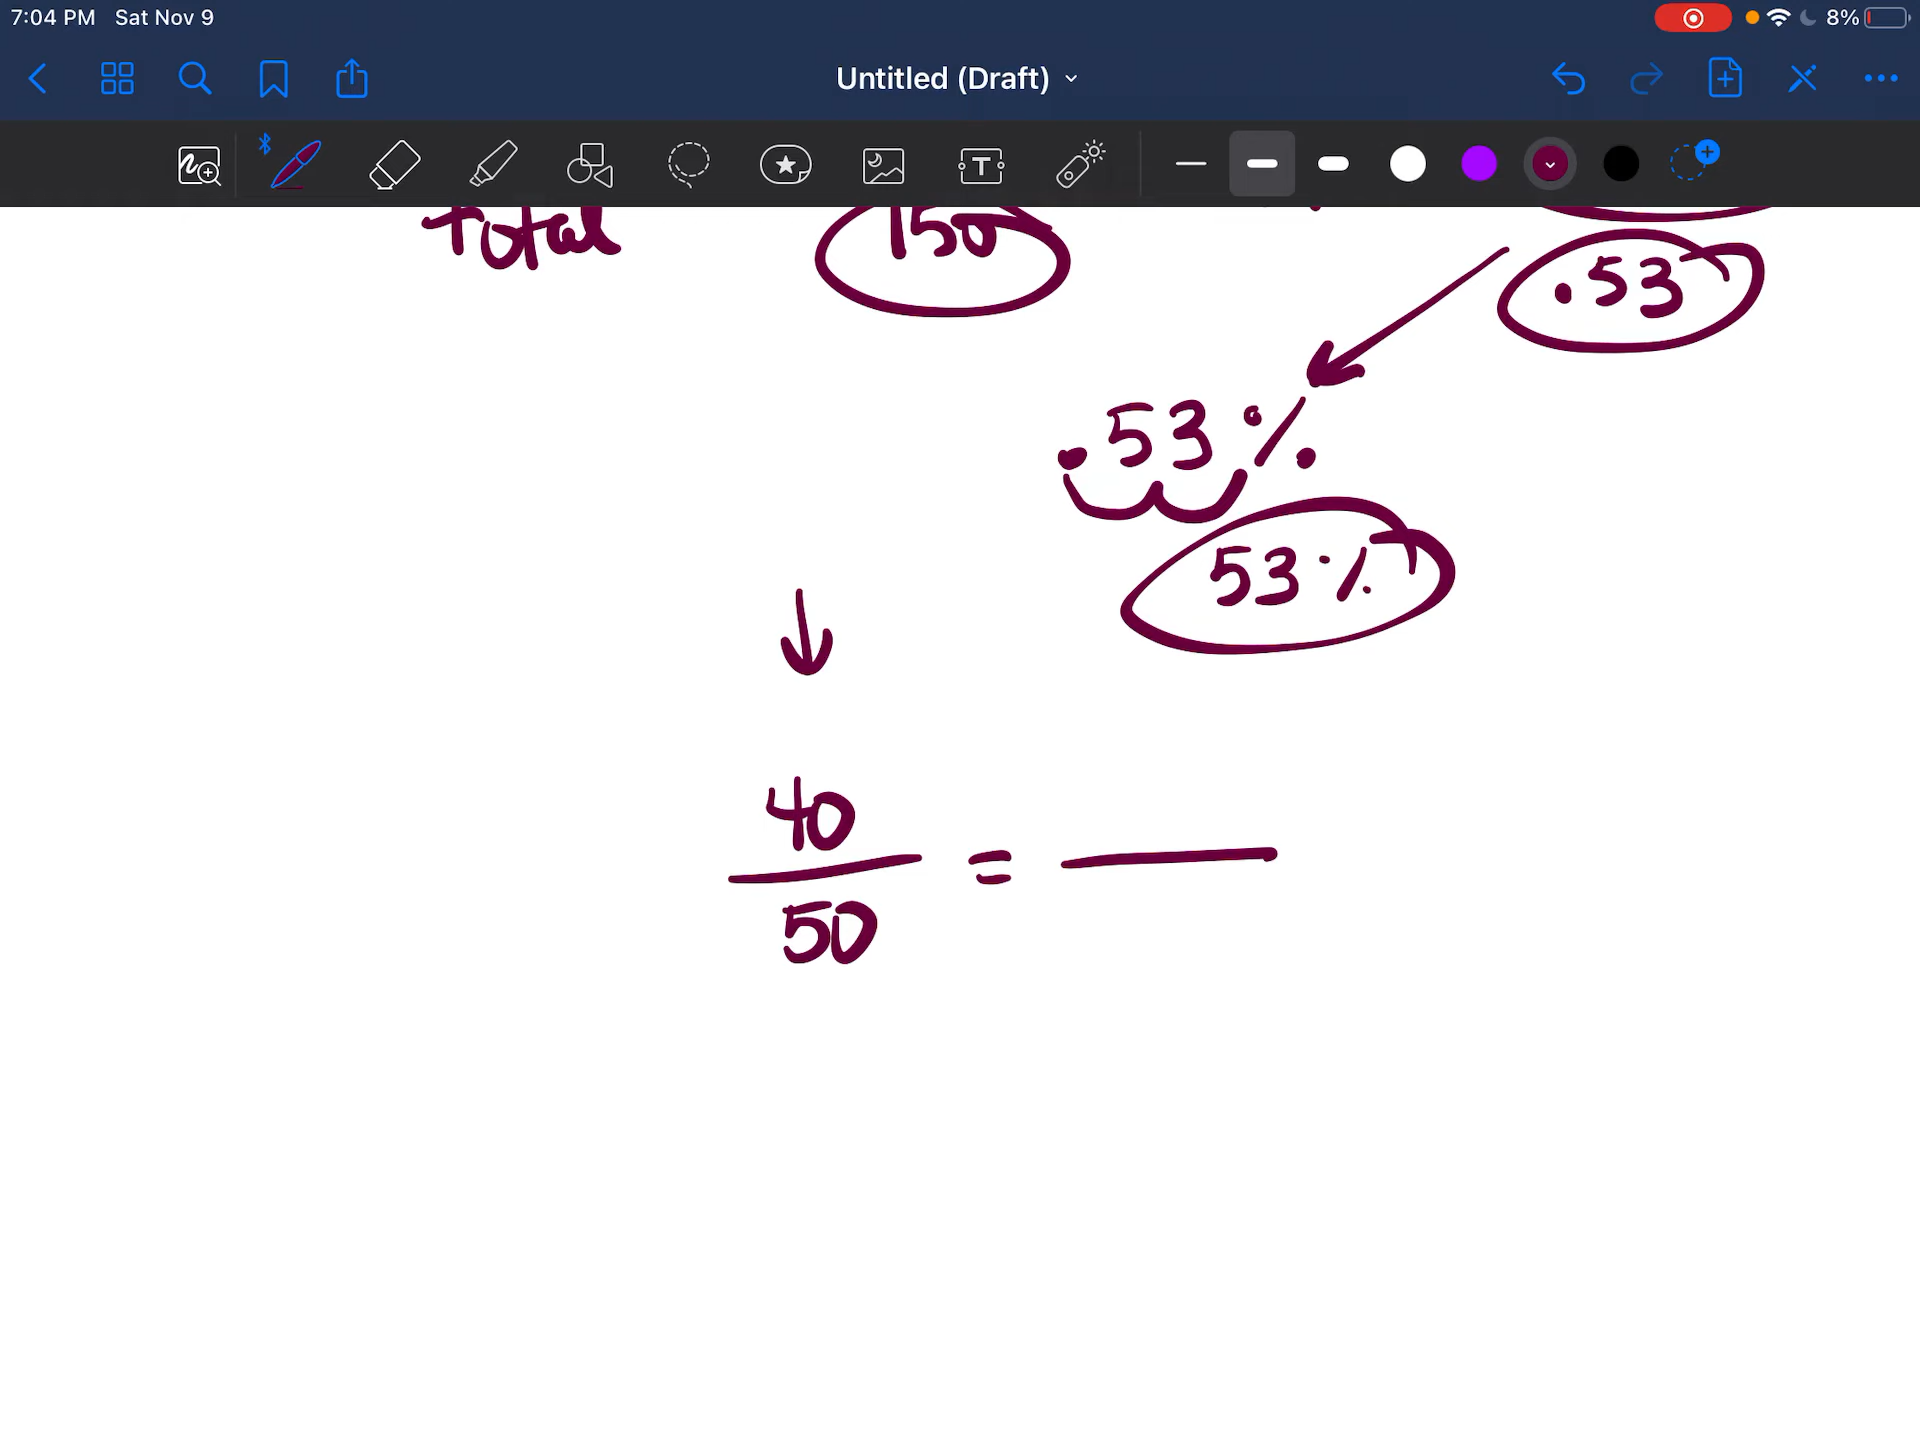 7:04 PM Sat Nov 9
8%
Untitled (Draft)
T
total 150
.53
.53%.
53%
40
= 
50